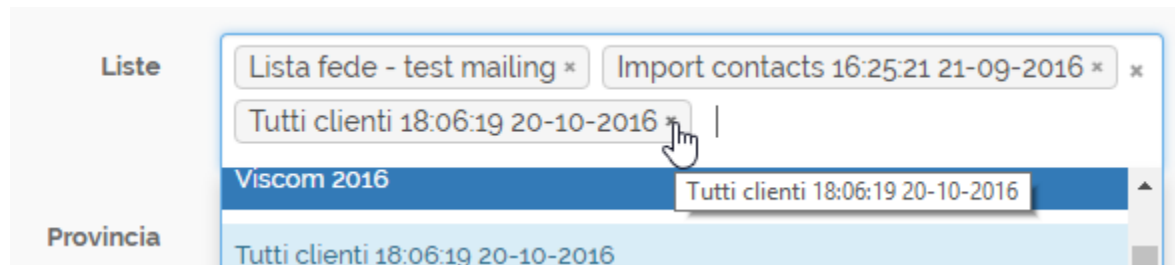 Liste
Lista fede - test mailing × Import contacts 16:25:21 21-09-2016 × ×
Tutti clienti 18:06:19 20-10-2016 ×
Viscom 2016
Tutti clienti 18:06:19 20-10-2016
Provincia
Tutti clienti 18:06:19 20-10-2016